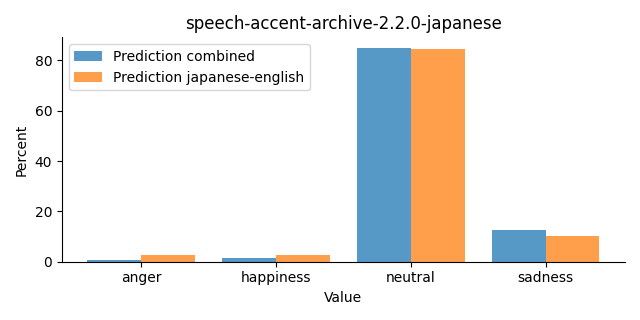 speech-accent-archive-2.2.0-japanese
Prediction combined
Prediction japanese-english
Percent
80
60
40
20
0
anger happiness neutral sadness
Value